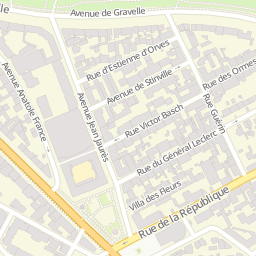 Avenue de Gravelle
lle
Rue d'Estienne d'Orves
Avenue de Stinville
Rue des Ormes
Avenue Anatole France
Avenue Jean Jaurès
Rue Victor Basch
Rue Guérin
Rue du Général Leclerc
Villa des Fleurs
Rue de la République